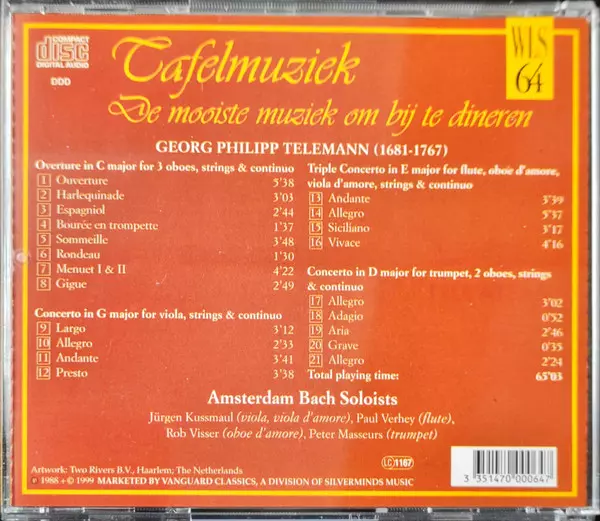 COMPACT
disc
DIGITAL AUDIO
DDD
Tafelmuziek
De mooiste muziek om bij te dineren
WLS
64
GEORG PHILIPP TELEMANN (1681-1767)
Overture in C major for 3 oboes, strings & continuo
1 Ouverture 5'38
2 Harlequinade 3'03
3 Espagniol 2'44
4 Bourée en trompette 1'37
5 Sommeille 3'48
6 Rondeau 1'30
7 Menuet I & II 4'22
8 Gigue 2'49
Concerto in G major for viola, strings & continuo
9 Largo 3'12
10 Allegro 2'33
11 Andante 3'41
12 Presto 3'38
Triple Concerto in E major for flute, oboe d'amore,
viola d'amore, strings & continuo
13 Andante 3'39
14 Allegro 5'37
15 Siciliano 3'17
16 Vivace 4'16
Concerto in D major for trumpet, 2 oboes, strings
& continuo
17 Allegro 3'02
18 Adagio 0'52
19 Aria 2'46
20 Grave 0'35
21 Allegro 2'24
Total playing time: 65'03
Amsterdam Bach Soloists
Jürgen Kussmaul (viola, viola d'amore), Paul Verhey (flute),
Rob Visser (oboe d'amore), Peter Masseurs (trumpet)
Artwork: Two Rivers B.V., Haarlem; The Netherlands
℗ 1988 + © 1999 MARKETED BY VANGUARD CLASSICS, A DIVISION OF SILVERMINDS MUSIC
LC 1167
3 351470 000647